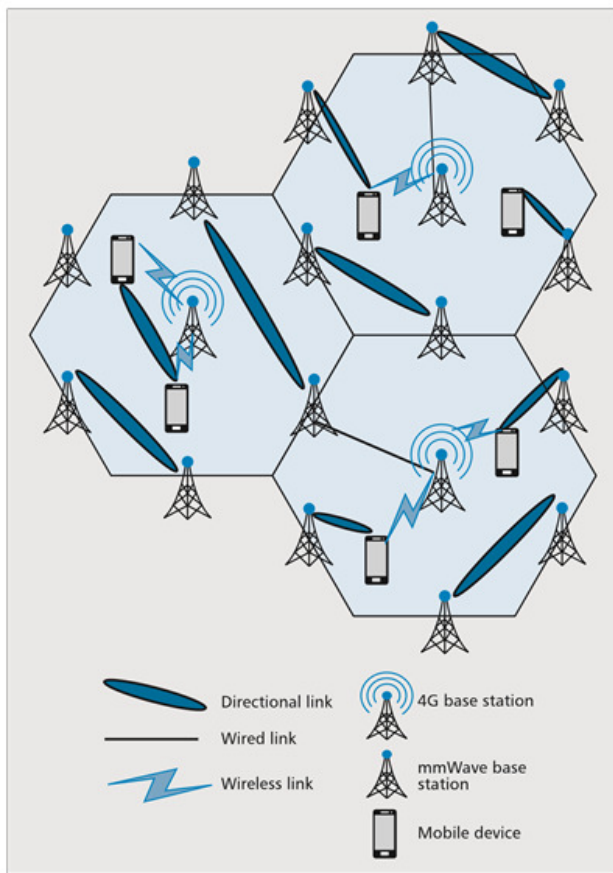 Directional link
4G base station
Wired link
mmWave base
station
Wireless link
Mobile device